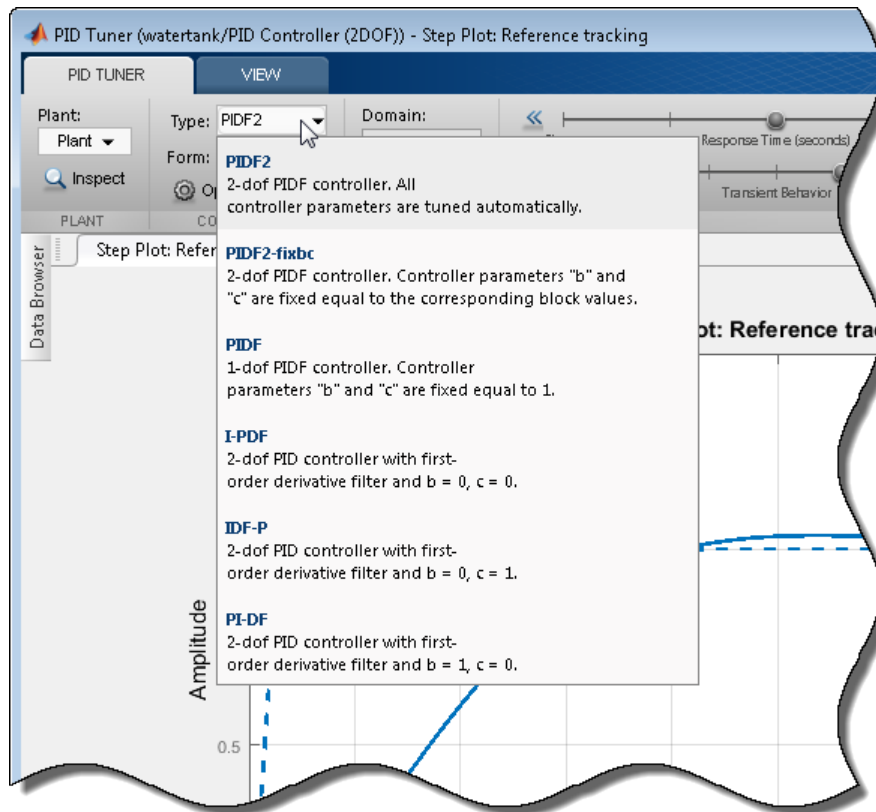 PID Tuner (watertank/PID Controller (2DOF)) - Step Plot: Reference tracking
PID TUNER
VIEW
Plant:
Plant
Inspect
PLANT
Type: PIDF2
Form:
Domain:
Response Time (seconds)
Transient Behavior
Data Browser
Step Plot: Refer
PIDF2
2-dof PIDF controller. All
controller parameters are tuned automatically.
PIDF2-fixbc
2-dof PIDF controller. Controller parameters "b" and
"c" are fixed equal to the corresponding block values.
PIDF
1-dof PIDF controller. Controller
parameters "b" and "c" are fixed equal to 1.
I-PDF
2-dof PID controller with first-
order derivative filter and b = 0, c = 0.
IDF-P
2-dof PID controller with first-
order derivative filter and b = 0, c = 1.
PI-DF
2-dof PID controller with first-
order derivative filter and b = 1, c = 0.
ot: Reference tra
Amplitude
0.5